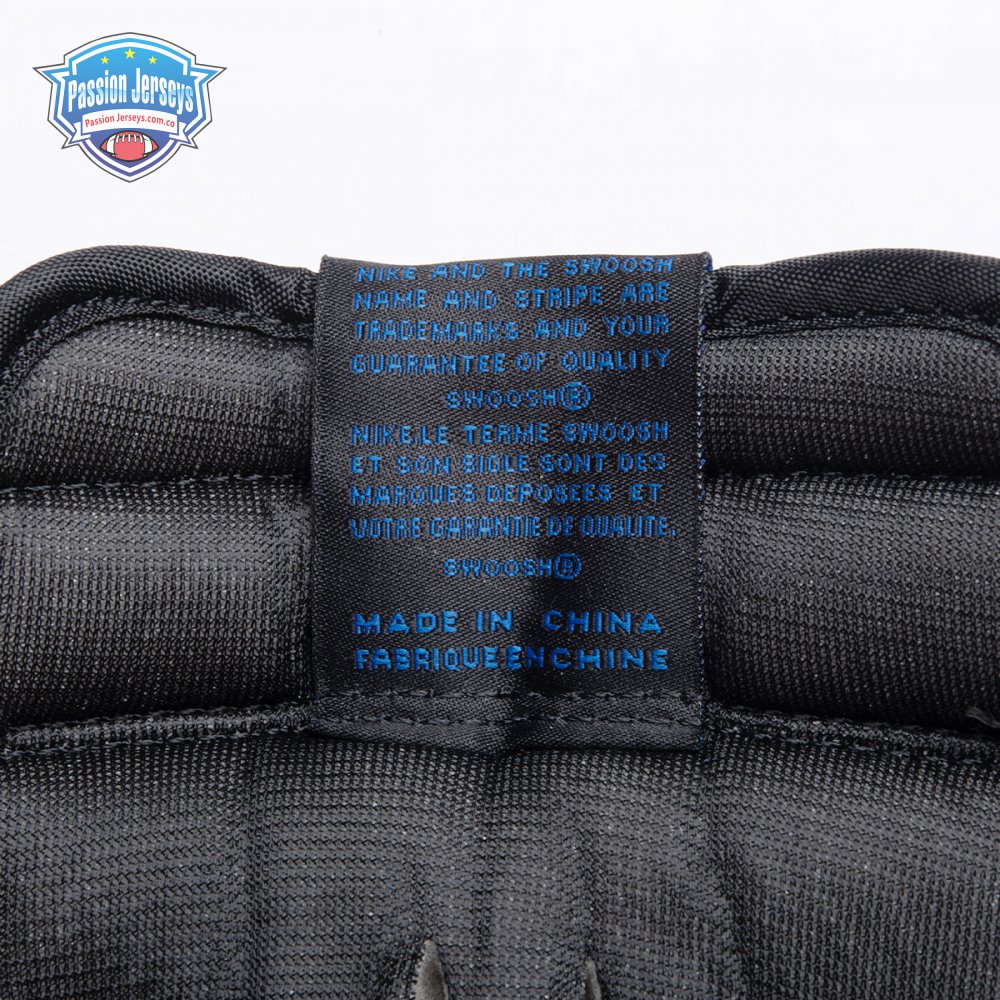 Passion Jerseys
Passion Jerseys.com.co
NIKE AND THE SWOOSH
NAME AND STRIPE ARE
TRADEMARKS AND YOUR
GUARANTEE OF QUALITY
SWOOSH®
NIKE,LE TERME SWOOSH
ET SON SIGLE SONT DES
MARQUES DEPOSEES ET
VOTRE GARANTIE DE QUALITE.
SWOOSH®
MADE IN CHINA
FABRIQUE EN CHINE